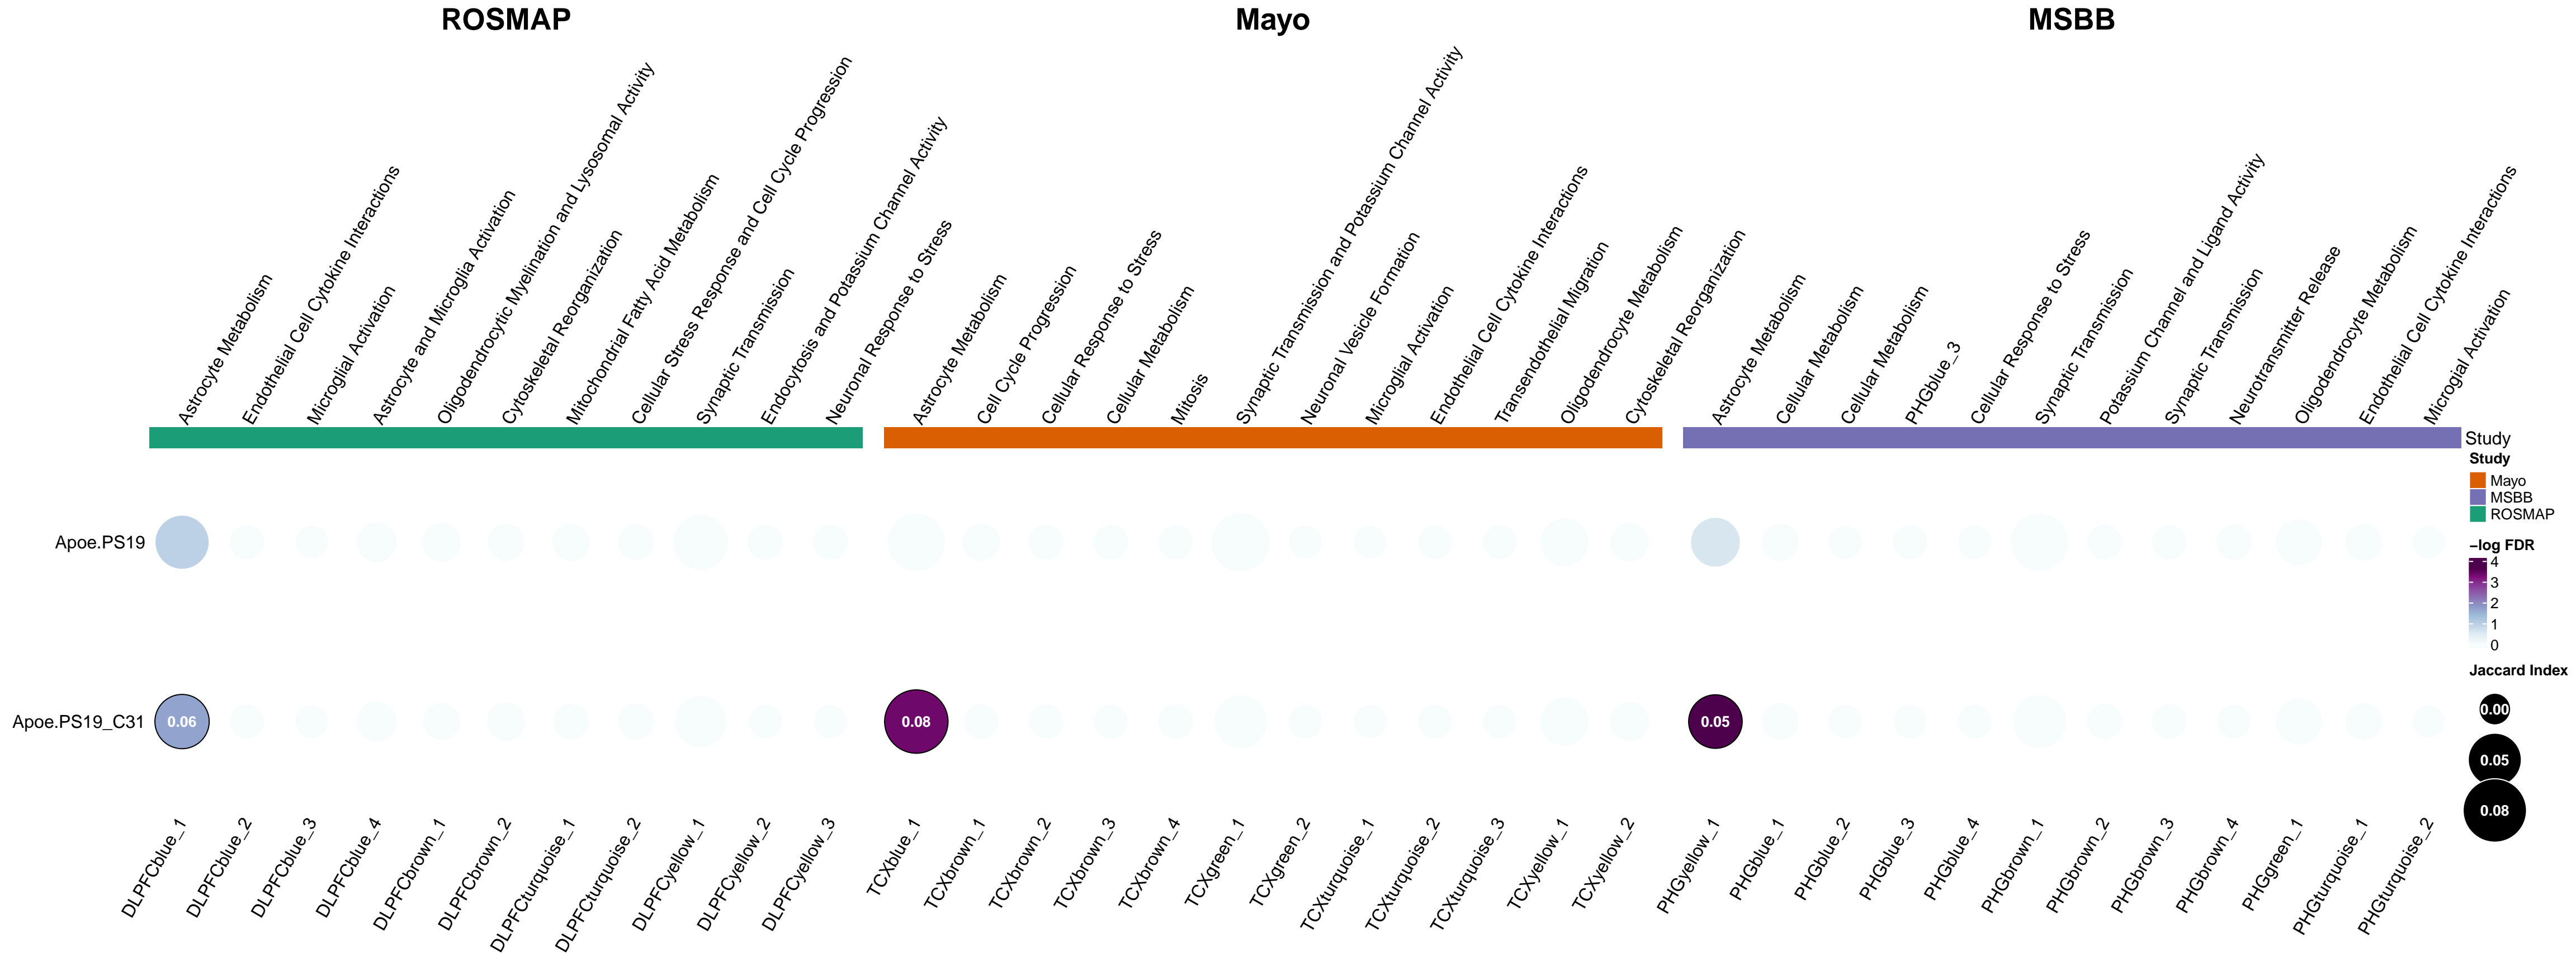 ROSMAP
Mayo
MSBB
Astrocyte Metabolism
Endothelial Cell Cytokine Interactions
Microglial Activation
Astrocyte and Microglia Activation
Oligodendrocytic Myelination and Lysosomal Activity
Cytoskeletal Reorganization
Mitochondrial Fatty Acid Metabolism
Cellular Stress Response and Cell Cycle Progression
Synaptic Transmission
Endocytosis and Potassium Channel Activity
Neuronal Response to Stress
Astrocyte Metabolism
Cell Cycle Progression
Cellular Response to Stress
Cellular Metabolism
Mitosis
Synaptic Transmission and Potassium Channel Activity
Neuronal Vesicle Formation
Microglial Activation
Endothelial Cell Cytokine Interactions
Transendothelial Migration
Oligodendrocyte Metabolism
Cytoskeletal Reorganization
Astrocyte Metabolism
Cellular Metabolism
Cellular Metabolism
PHGblue_3
Cellular Response to Stress
Synaptic Transmission
Potassium Channel and Ligand Activity
Synaptic Transmission
Neurotransmitter Release
Oligodendrocyte Metabolism
Endothelial Cell Cytokine Interactions
Microgial Activation
Study
Study
Mayo
MSBB
ROSMAP
−log FDR
4
3
2
1
0
Jaccard Index
0.00
0.05
0.08
Apoe.PS19
Apoe.PS19_C31
0.06
0.08
0.05
DLPFCblue_1
DLPFCblue_2
DLPFCblue_3
DLPFCblue_4
DLPFCbrown_1
DLPFCbrown_2
DLPFCturquoise_1
DLPFCturquoise_2
DLPFCyellow_1
DLPFCyellow_2
DLPFCyellow_3
TCXblue_1
TCXbrown_1
TCXbrown_2
TCXbrown_3
TCXbrown_4
TCXgreen_1
TCXgreen_2
TCXturquoise_1
TCXturquoise_2
TCXturquoise_3
TCXyellow_1
TCXyellow_2
PHGyellow_1
PHGblue_1
PHGblue_2
PHGblue_3
PHGblue_4
PHGbrown_1
PHGbrown_2
PHGbrown_3
PHGbrown_4
PHGgreen_1
PHGturquoise_1
PHGturquoise_2